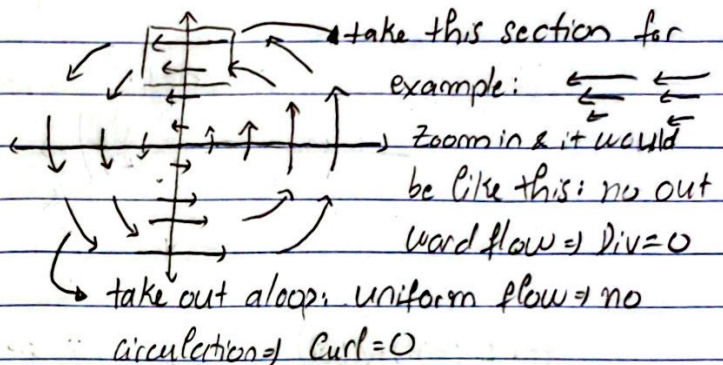 take this section for
example:
Zoom in & it would
be like this: no out
ward flow => Div=0
take out a loop: uniform flow => no
circulation => Curl=0